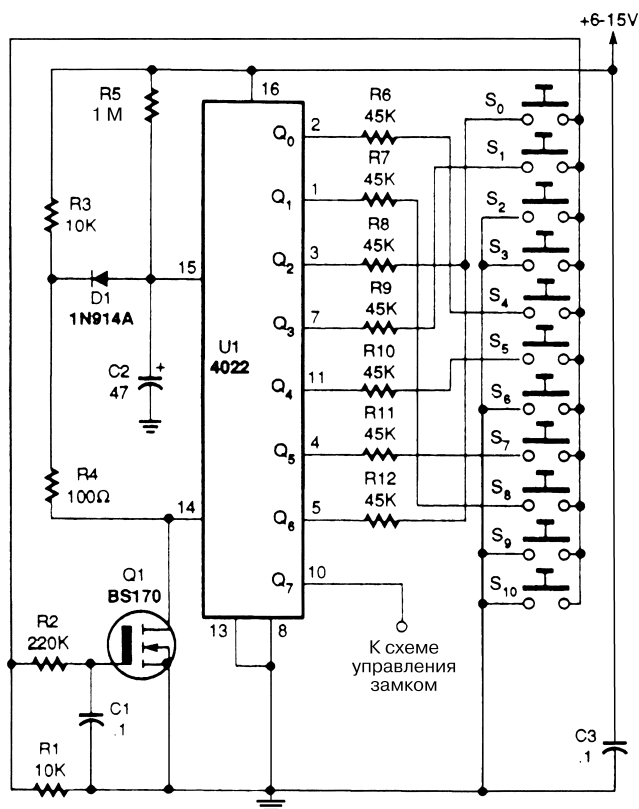 +6-15V
R5
1 M
16
R3
10K
D1
1N914A
15
C2
+
47
R4
100Ω
14
Q1
BS170
R2
220K
C1
.1
R1
10K
U1
4022
13
8
Q0
2
Q1
1
Q2
3
Q3
7
Q4
11
Q5
4
Q6
5
Q7
10
R6
45K
R7
45K
R8
45K
R9
45K
R10
45K
R11
45K
R12
45K
К схеме
управления
замком
S0
S1
S2
S3
S4
S5
S6
S7
S8
S9
S10
C3
.1